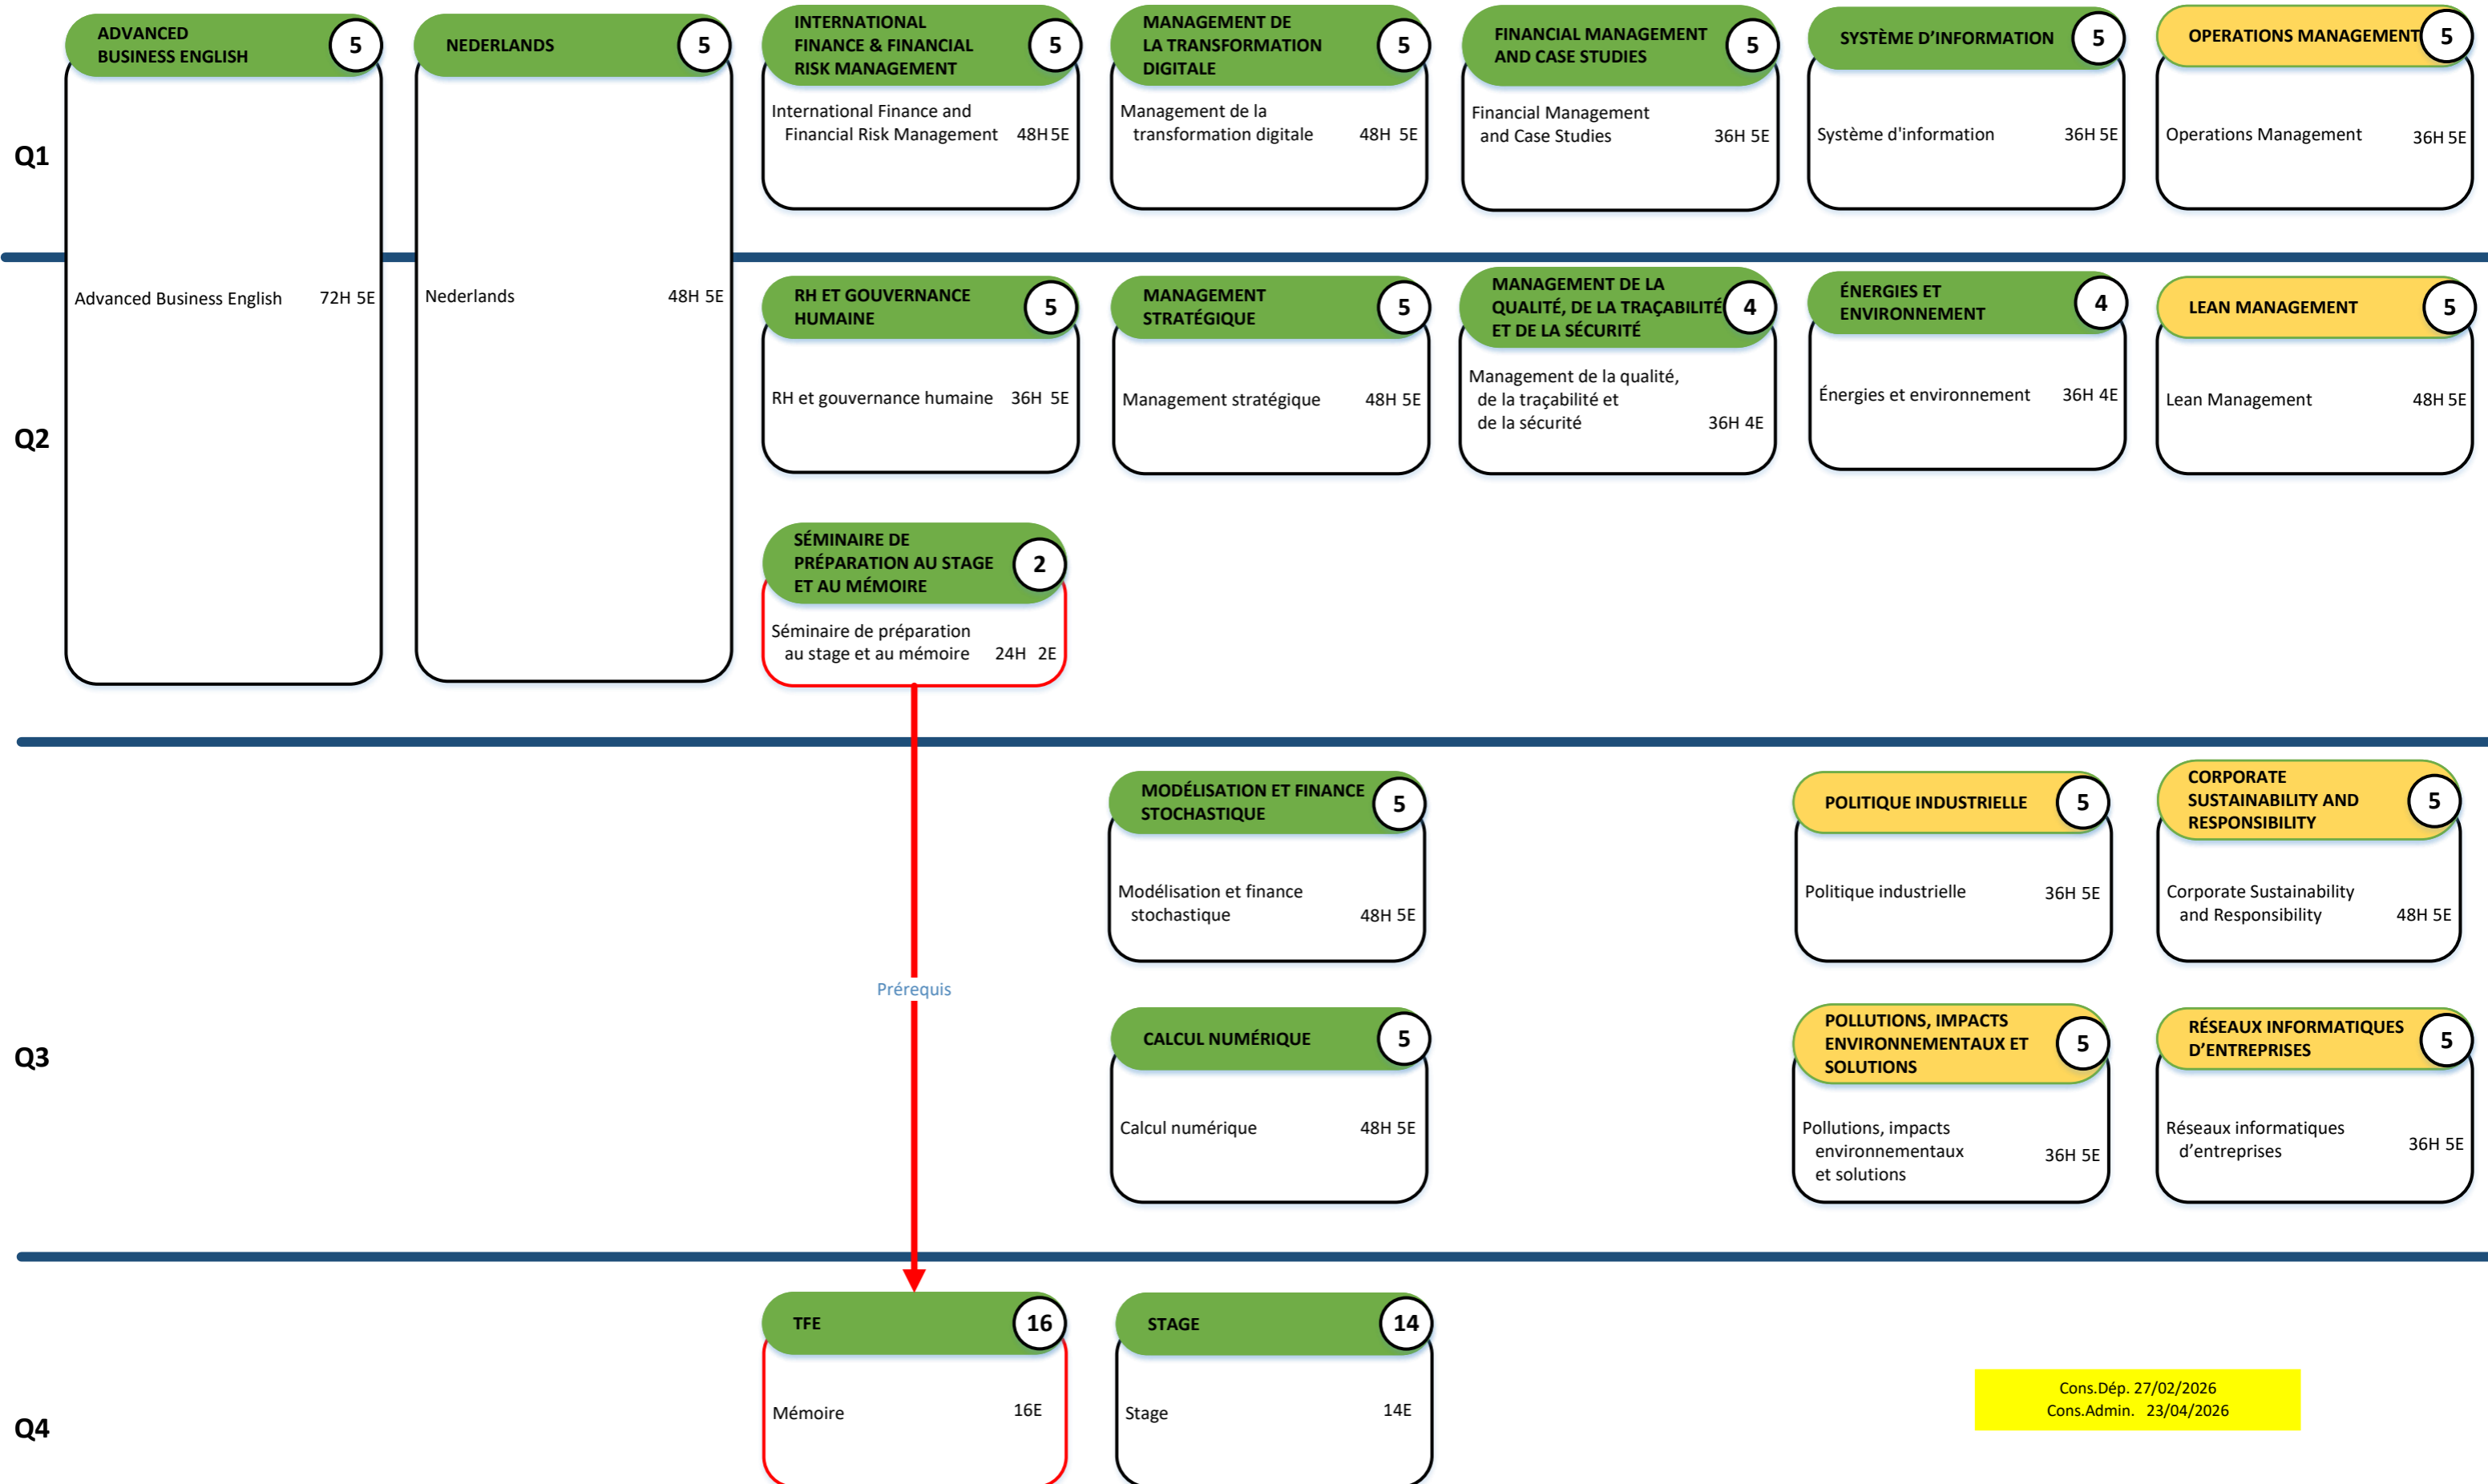 ADVANCED
BUSINESS ENGLISH
5
NEDERLANDS
5
INTERNATIONAL
FINANCE & FINANCIAL
RISK MANAGEMENT
5
MANAGEMENT DE
LA TRANSFORMATION
DIGITALE
5
FINANCIAL MANAGEMENT
AND CASE STUDIES
5
SYSTÈME D'INFORMATION
5
OPERATIONS MANAGEMENT
5
Q1
International Finance and
Financial Risk Management 48H 5E
Management de la
transformation digitale 48H 5E
Financial Management
and Case Studies 36H 5E
Système d'information 36H 5E
Operations Management 36H 5E
Advanced Business English 72H 5E
Nederlands 48H 5E
RH ET GOUVERNANCE
HUMAINE
5
MANAGEMENT
STRATÉGIQUE
5
MANAGEMENT DE LA
QUALITÉ, DE LA TRAÇABILITÉ
ET DE LA SÉCURITÉ
4
ÉNERGIES ET
ENVIRONNEMENT
4
LEAN MANAGEMENT
5
Q2
RH et gouvernance humaine 36H 5E
Management stratégique 48H 5E
Management de la qualité,
de la traçabilité et
de la sécurité 36H 4E
Énergies et environnement 36H 4E
Lean Management 48H 5E
SÉMINAIRE DE
PRÉPARATION AU STAGE
ET AU MÉMOIRE
2
Séminaire de préparation
au stage et au mémoire 24H 2E
MODÉLISATION ET FINANCE
STOCHASTIQUE
5
POLITIQUE INDUSTRIELLE
5
CORPORATE
SUSTAINABILITY AND
RESPONSIBILITY
5
Modélisation et finance
stochastique 48H 5E
Politique industrielle 36H 5E
Corporate Sustainability
and Responsibility 48H 5E
Prérequis
Q3
CALCUL NUMÉRIQUE
5
POLLUTIONS, IMPACTS
ENVIRONNEMENTAUX ET
SOLUTIONS
5
RÉSEAUX INFORMATIQUES
D'ENTREPRISES
5
Calcul numérique 48H 5E
Pollutions, impacts
environnementaux
et solutions 36H 5E
Réseaux informatiques
d'entreprises 36H 5E
TFE
16
STAGE
14
Q4
Mémoire 16E
Stage 14E
Cons.Dép. 27/02/2026
Cons.Admin. 23/04/2026